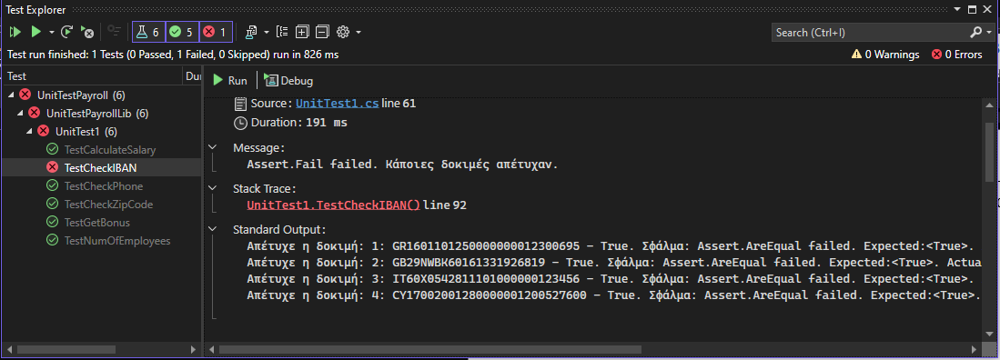 Test Explorer
6 5 1
Search (Ctrl+I)
Test run finished: 1 Tests (0 Passed, 1 Failed, 0 Skipped) run in 826 ms
0 Warnings 0 Errors
Test Dur
UnitTestPayroll (6)
UnitTestPayrollLib (6)
UnitTest1 (6)
TestCalculateSalary
TestCheckIBAN
TestCheckPhone
TestCheckZipCode
TestGetBonus
TestNumOfEmployees
Run Debug
Source: UnitTest1.cs line 61
Duration: 191 ms
Message:
Assert.Fail failed. Κάποιες δοκιμές απέτυχαν.
Stack Trace:
UnitTest1.TestCheckIBAN() line 92
Standard Output:
Απέτυχε η δοκιμή: 1: GR1601101250000000012300695 - True. Σφάλμα: Assert.AreEqual failed. Expected:<True>.
Απέτυχε η δοκιμή: 2: GB29NWBK60161331926819 - True. Σφάλμα: Assert.AreEqual failed. Expected:<True>. Actua
Απέτυχε η δοκιμή: 3: IT60X0542811101000000123456 - True. Σφάλμα: Assert.AreEqual failed. Expected:<True>.
Απέτυχε η δοκιμή: 4: CY17002001280000001200527600 - True. Σφάλμα: Assert.AreEqual failed. Expected:<True>.